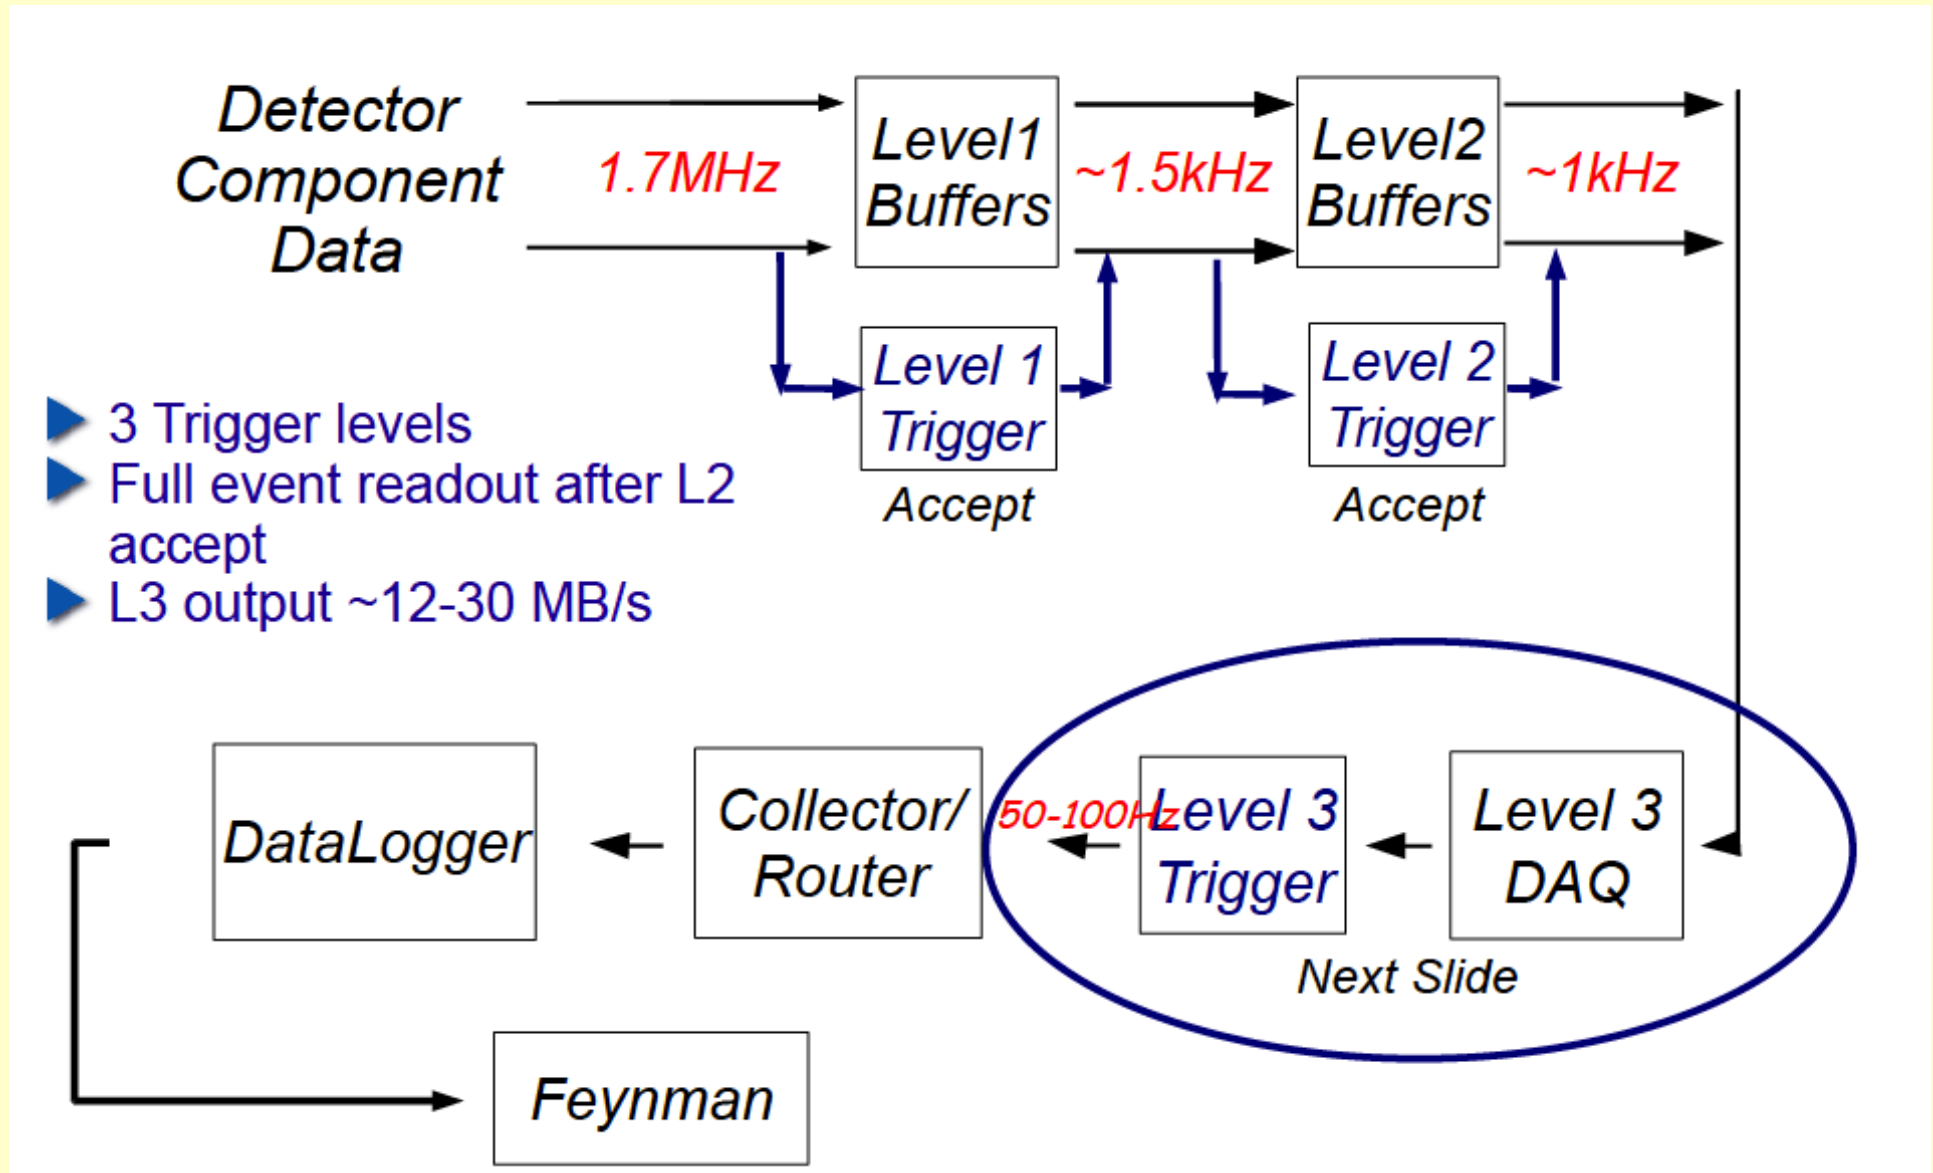 Detector
Component
Data
1.7MHz
Level1
Buffers
~1.5kHz
Level2
Buffers
~1kHz
Level 1
Trigger
Accept
Level 2
Trigger
Accept
3 Trigger levels
Full event readout after L2
accept
L3 output ~12-30 MB/s
DataLogger
Collector/
Router
50-100Hz
Level 3
Trigger
Level 3
DAQ
Next Slide
Feynman